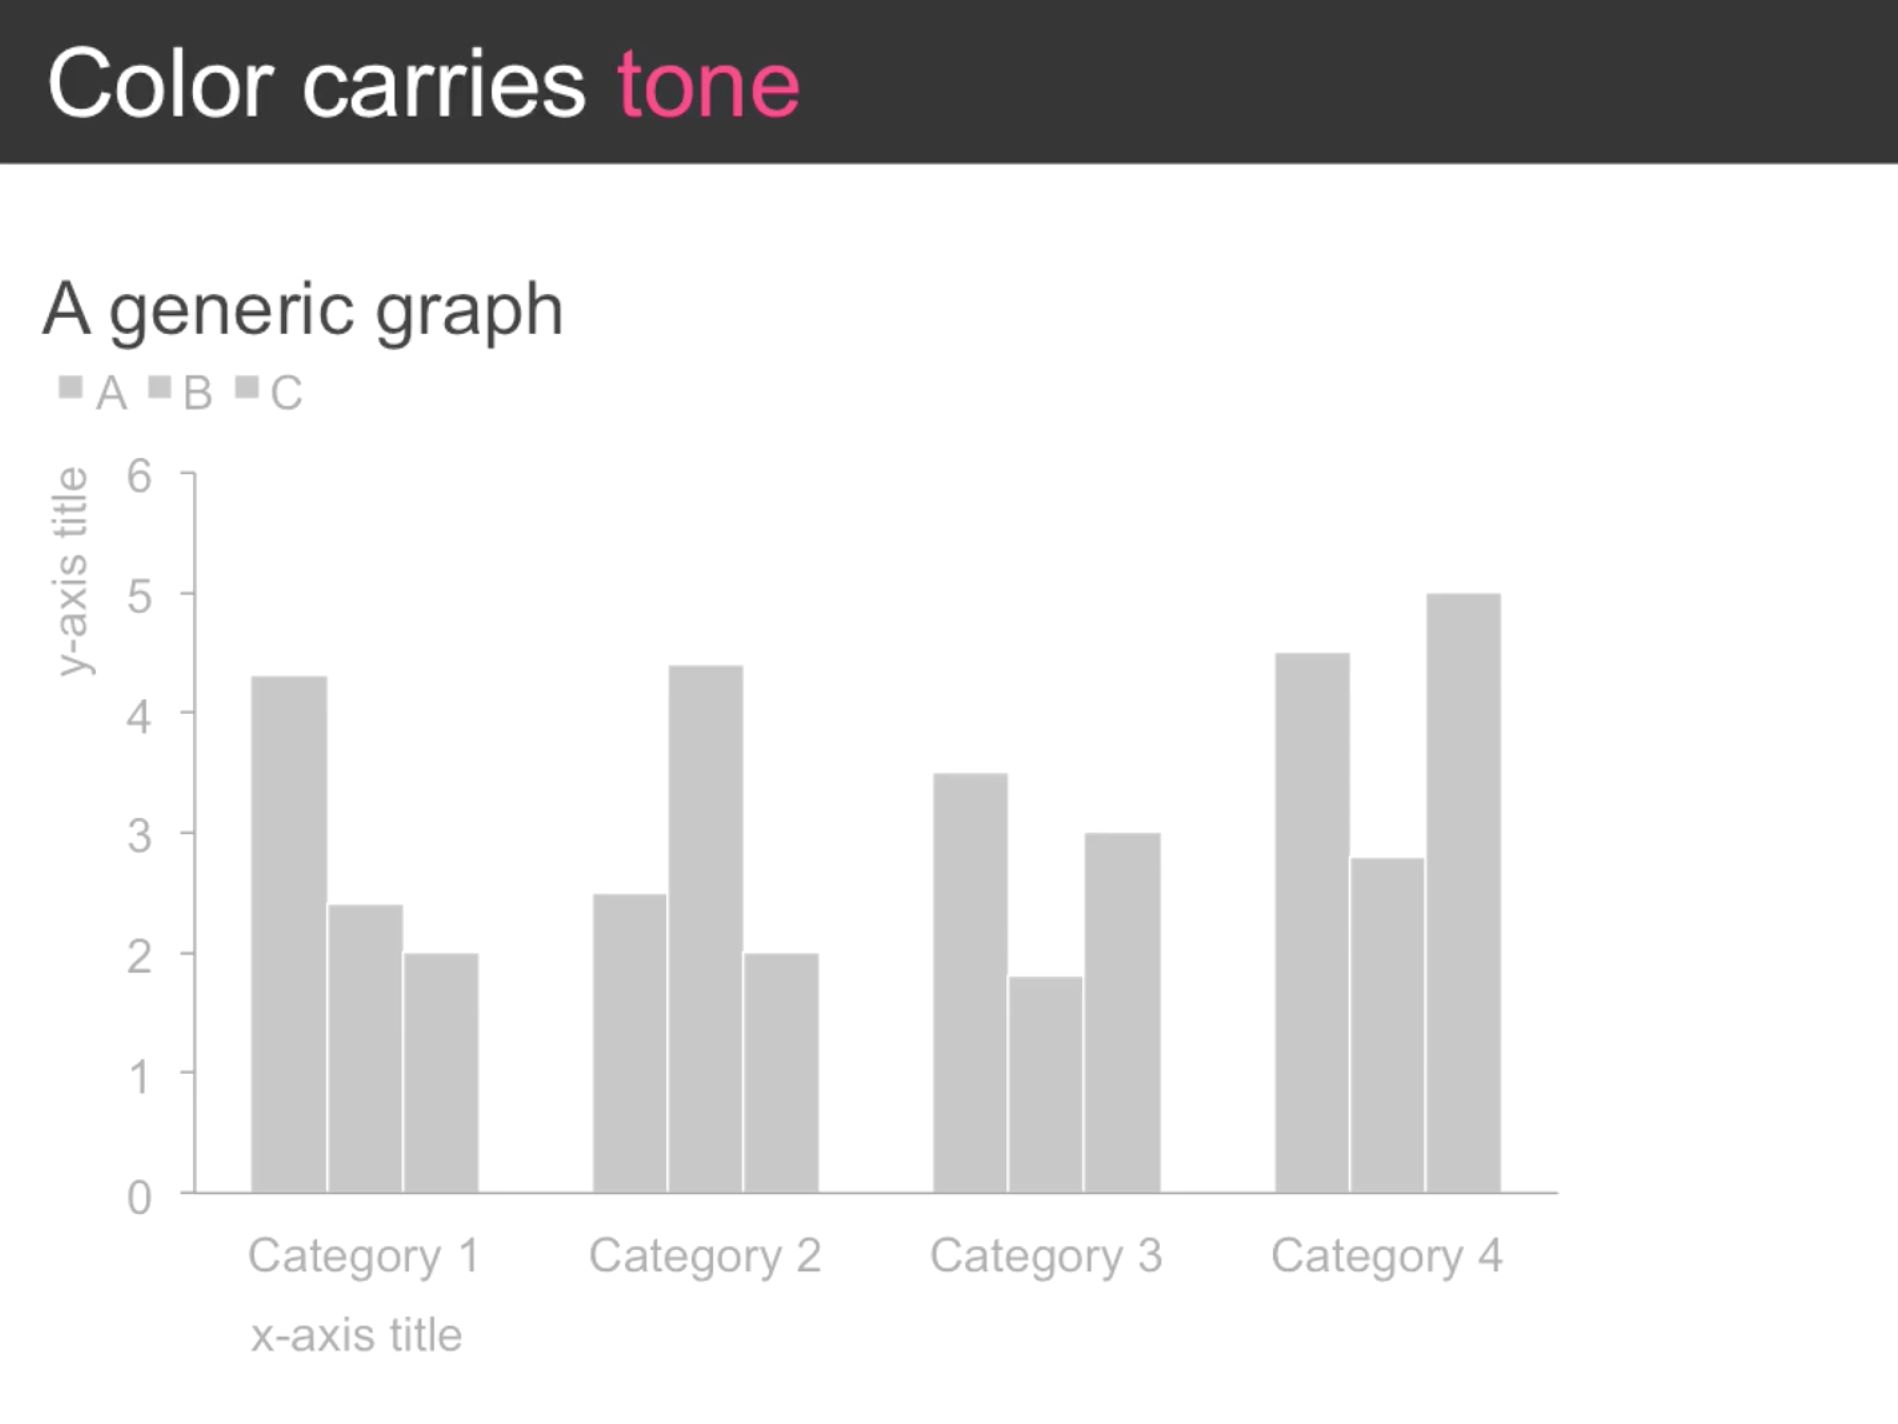 Color carries tone
A generic graph
A B C
y-axis title
6
5
4
3
2
1
0
Category 1 Category 2 Category 3 Category 4
x-axis title